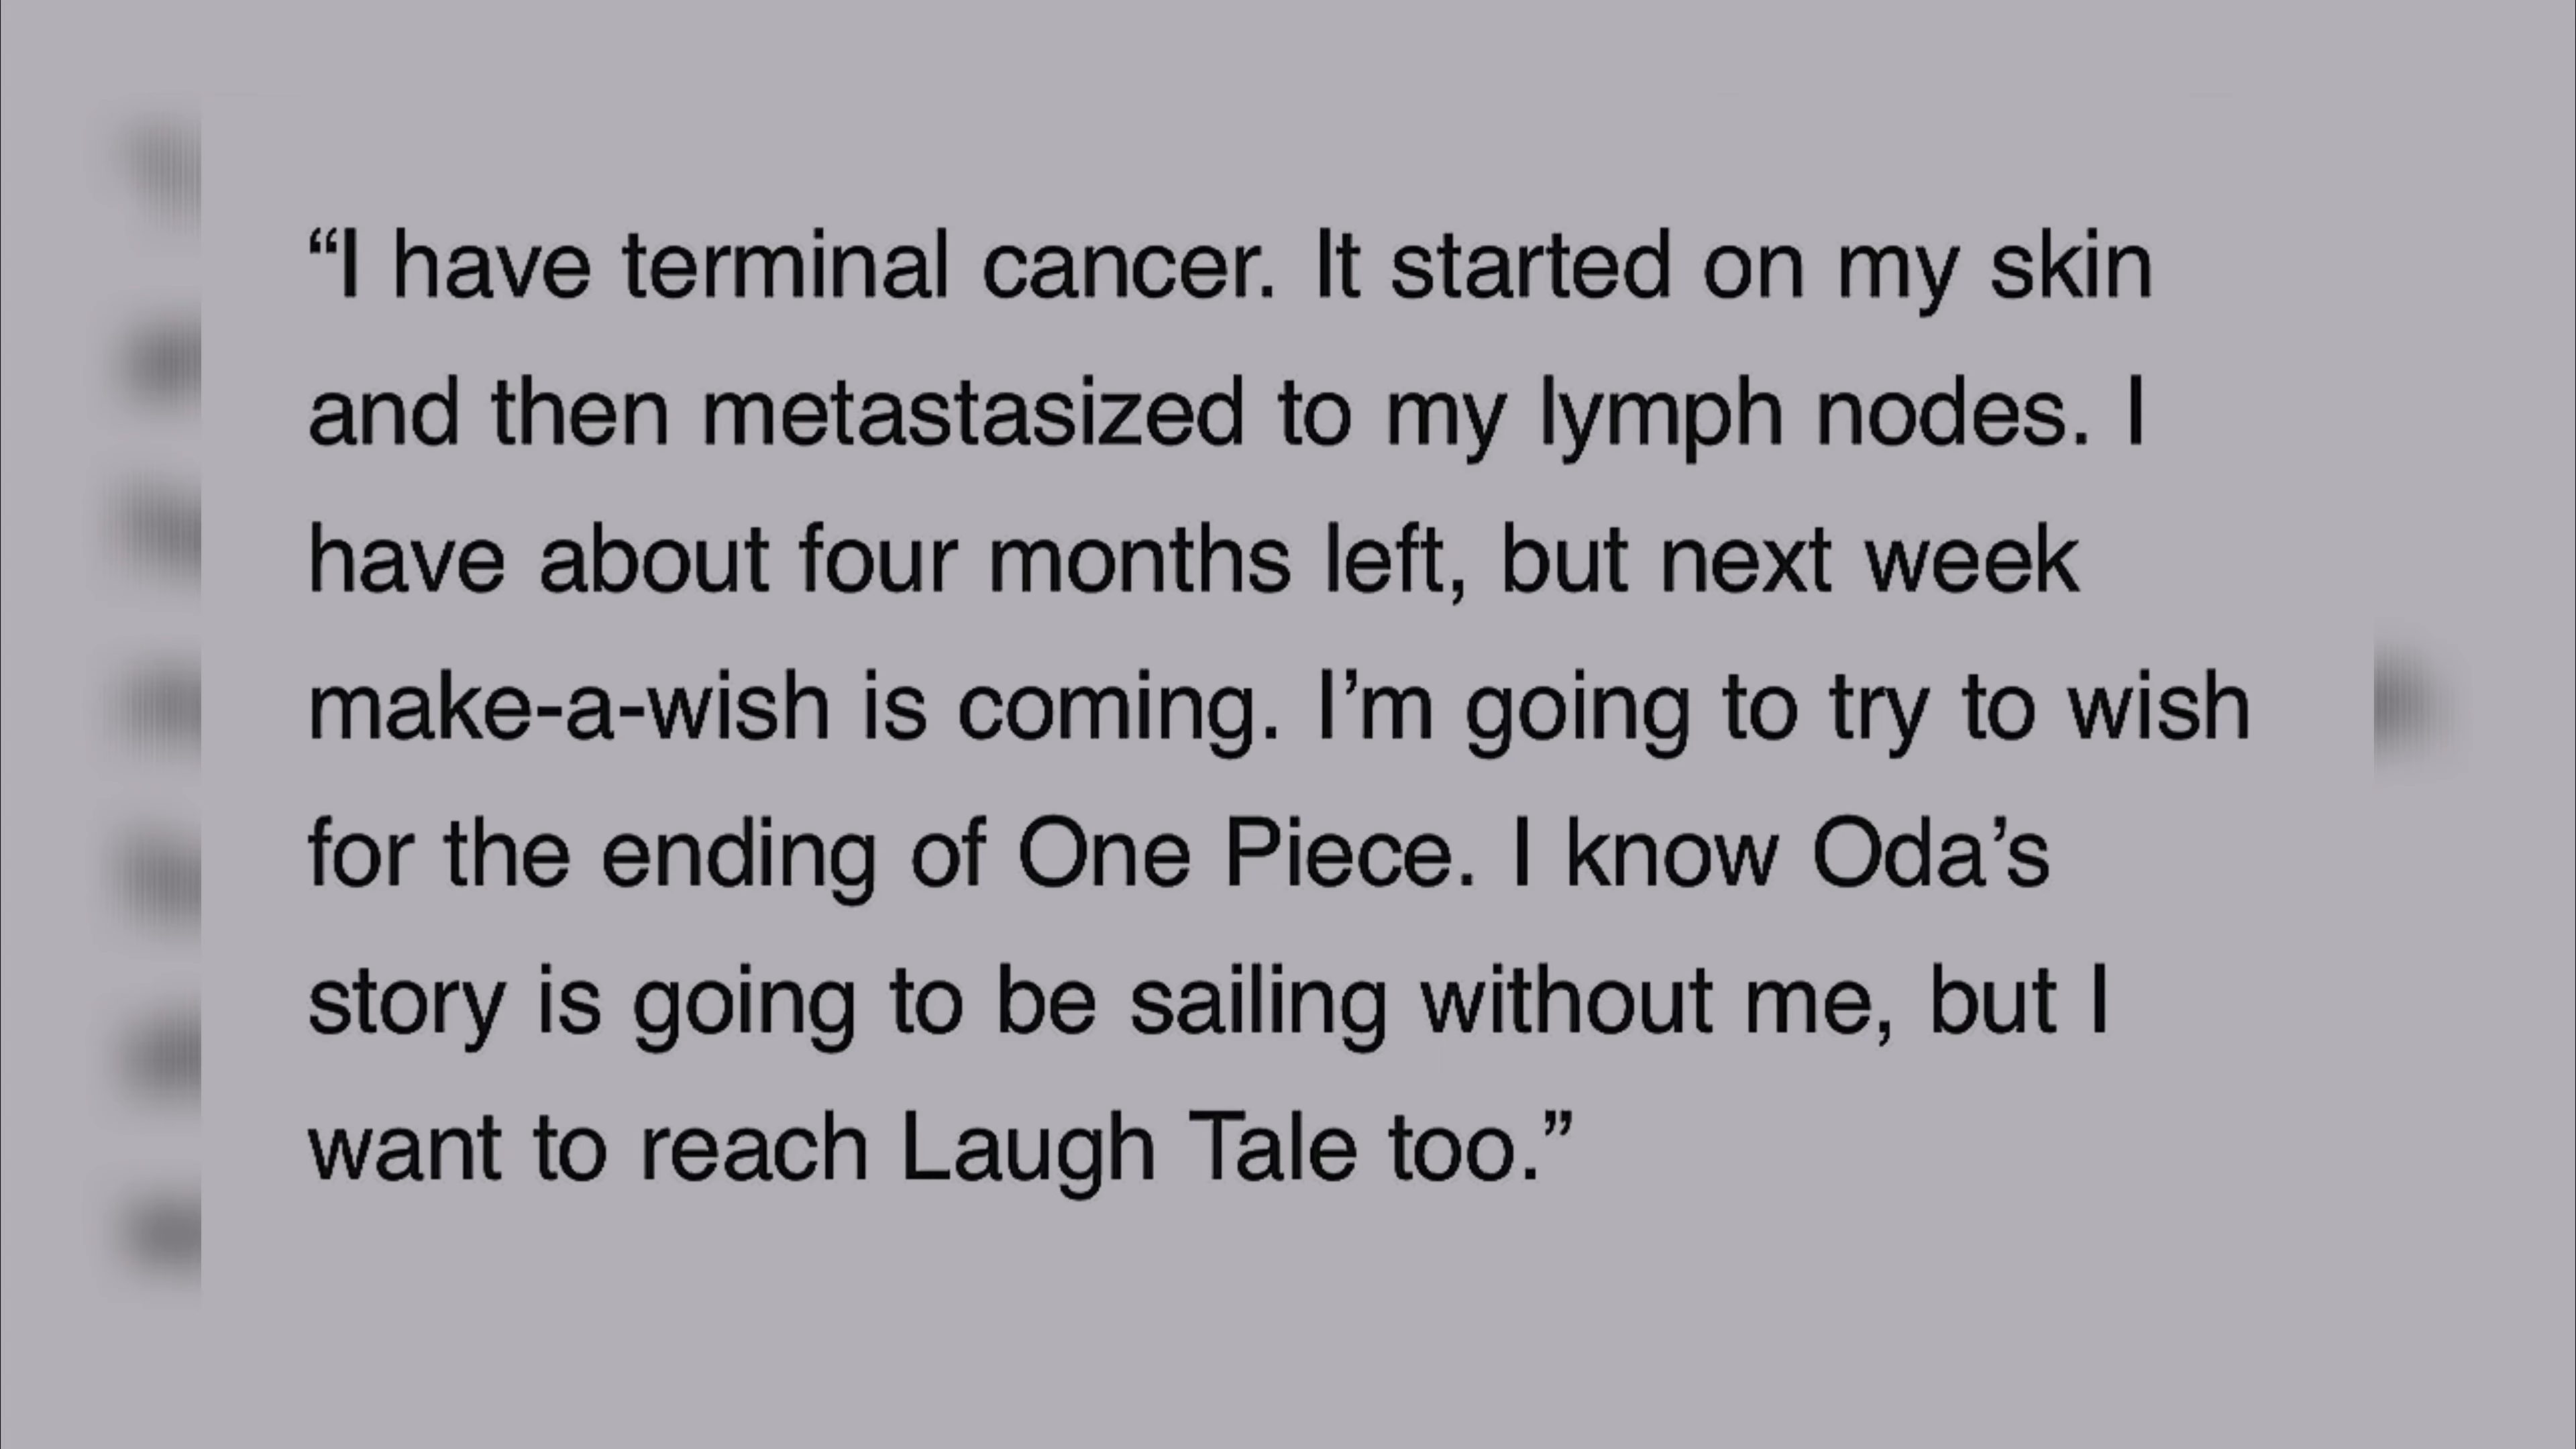 “I have terminal cancer. It started on my skin
and then metastasized to my lymph nodes. I
have about four months left, but next week
make-a-wish is coming. I’m going to try to wish
for the ending of One Piece. I know Oda’s
story is going to be sailing without me, but I
want to reach Laugh Tale too.”